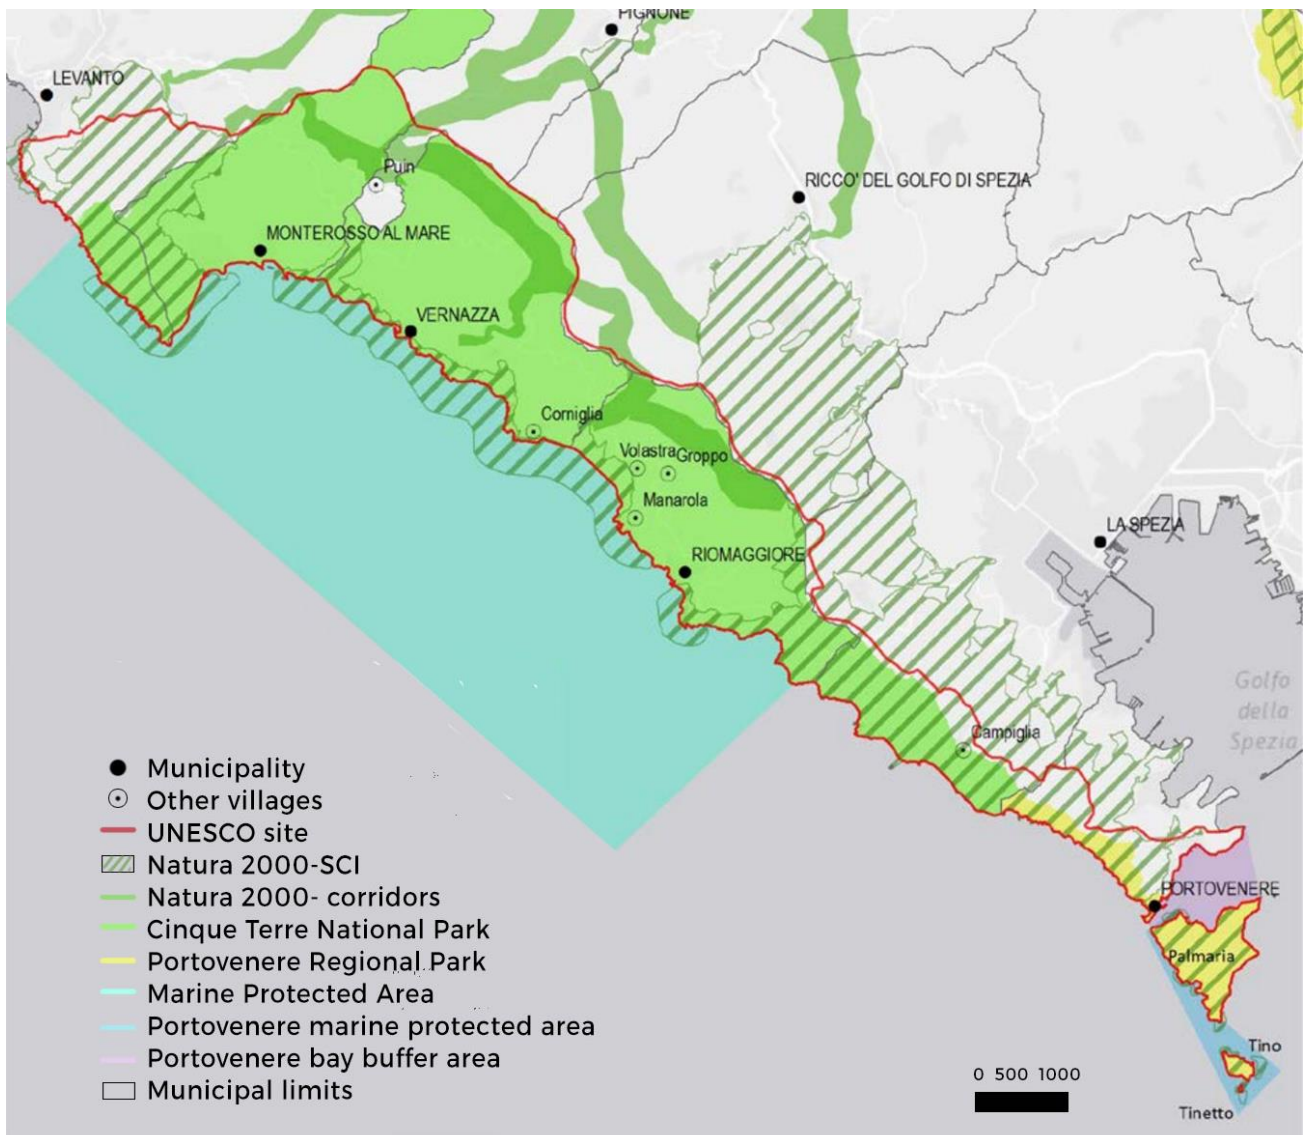 PIGNONE
LEVANTO
Puin
RICCO' DEL GOLFO DI SPEZIA
MONTEROSSO AL MARE
VERNAZZA
Corniglia
Volastra
Groppo
Manarola
LA SPEZIA
RIOMAGGIORE
Golfo
della
Spezia
Campiglia
Municipality
Other villages
UNESCO site
Natura 2000-SCI
Natura 2000- corridors
Cinque Terre National Park
Portovenere Regional Park
Marine Protected Area
Portovenere marine protected area
Portovenere bay buffer area
Municipal limits
PORTOVENERE
Palmaria
Tino
0 500 1000
Tinetto